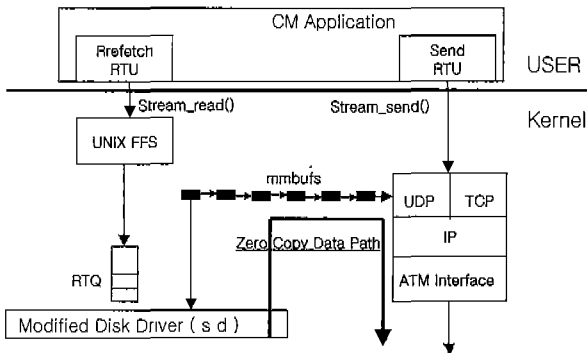 CM Application
Rrefetch
RTU
Send
RTU
USER
Stream_read()
Stream_send()
Kernel
UNIX FFS
mmbufs
UDP
TCP
Zero Copy Data Path
IP
RTQ
ATM Interface
Modified Disk Driver ( s d )